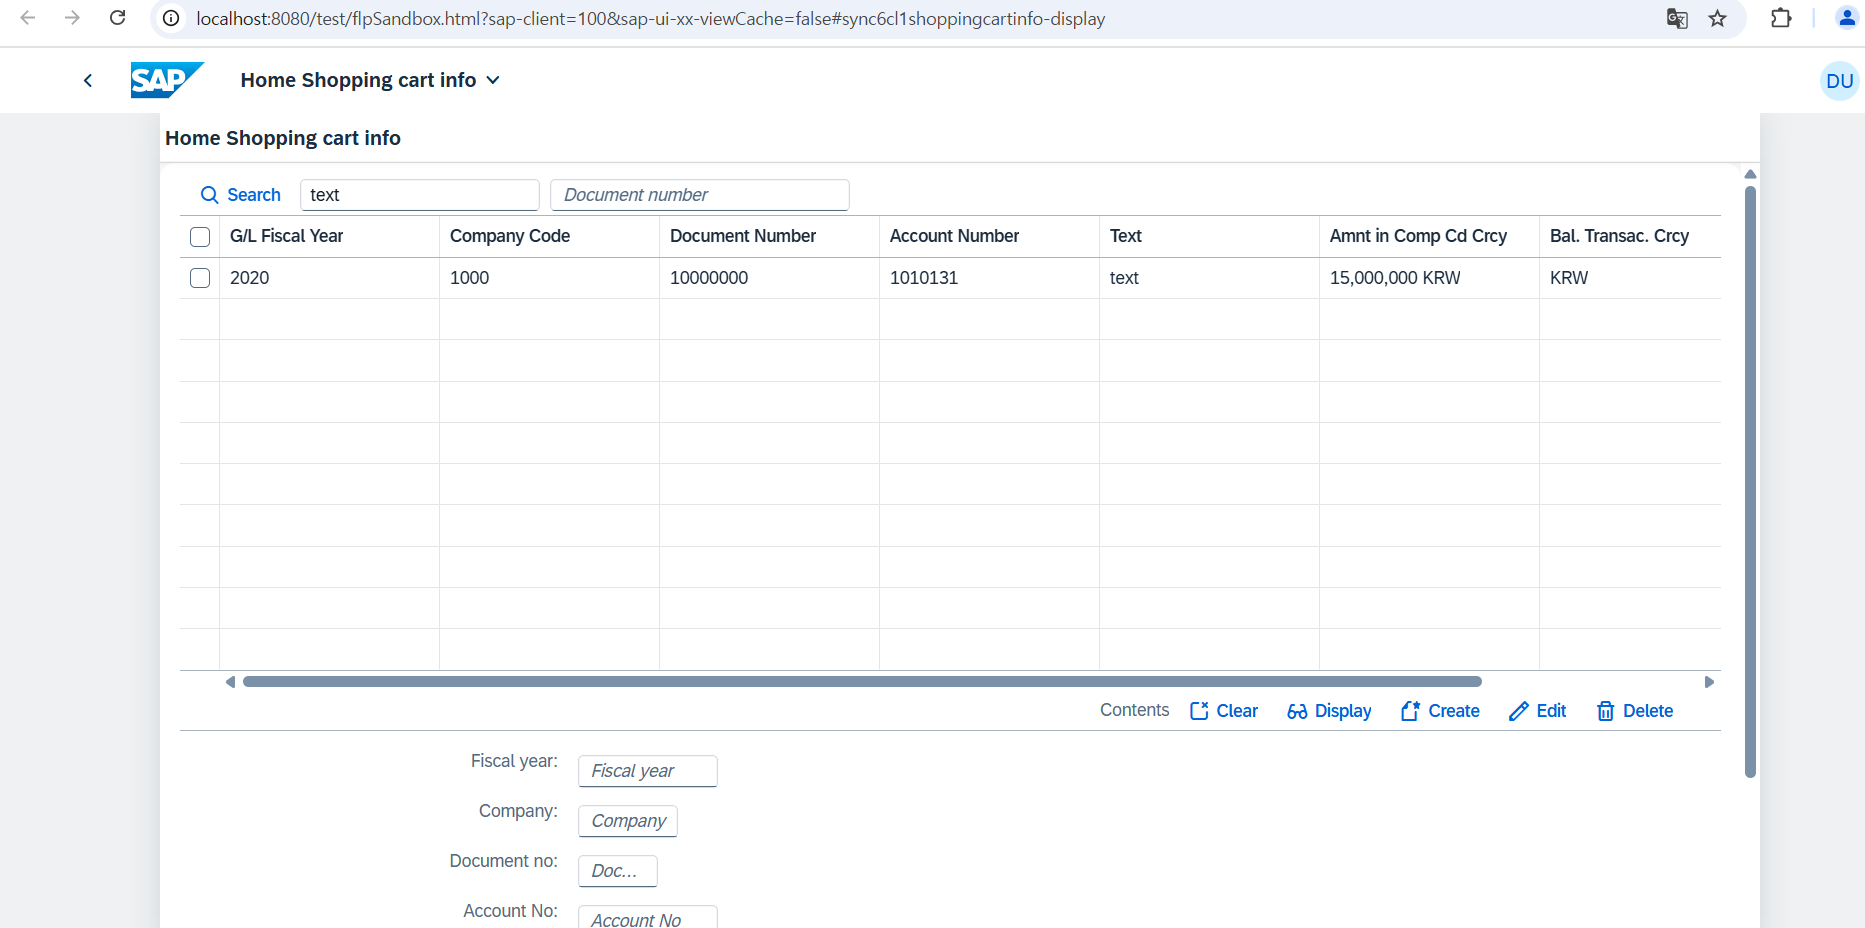 localhost:8080/test/flpSandbox.html?sap-client=100&sap-ui-xx-viewCache=false#sync6cl1shoppingcartinfo-display
SAP Home Shopping cart info DU
Home Shopping cart info
Search text Document number
G/L Fiscal Year Company Code Document Number Account Number Text Amnt in Comp Cd Crcy Bal. Transac. Crcy
2020 1000 10000000 1010131 text 15,000,000 KRW KRW
Contents Clear Display Create Edit Delete
Fiscal year: Fiscal year
Company: Company
Document no: Doc...
Account No: Account No